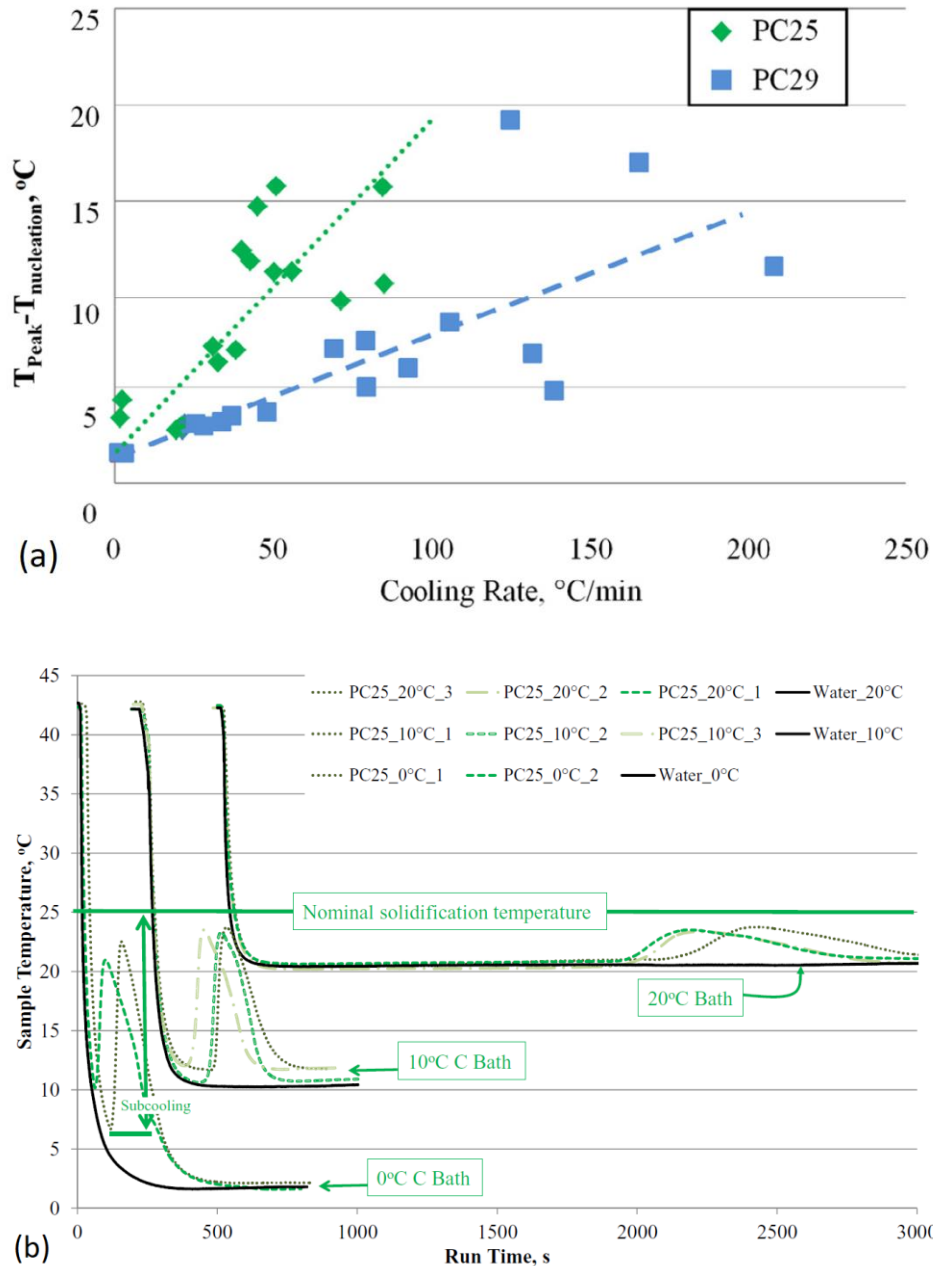 25
PC25
PC29
20
15
10
5
0
T_Peak-T_nucleation, °C
(a)
0 50 100 150 200 250
Cooling Rate, °C/min
45
PC25_20°C_3 PC25_20°C_2 PC25_20°C_1 Water_20°C
40
PC25_10°C_1 PC25_10°C_2 PC25_10°C_3 Water_10°C
35
PC25_0°C_1 PC25_0°C_2 Water_0°C
30
25
Nominal solidification temperature
20
20°C Bath
15
10°C C Bath
10
Subcooling
5
0°C C Bath
0
Sample Temperature, °C
0 500 1000 1500 2000 2500 3000
(b)
Run Time, s